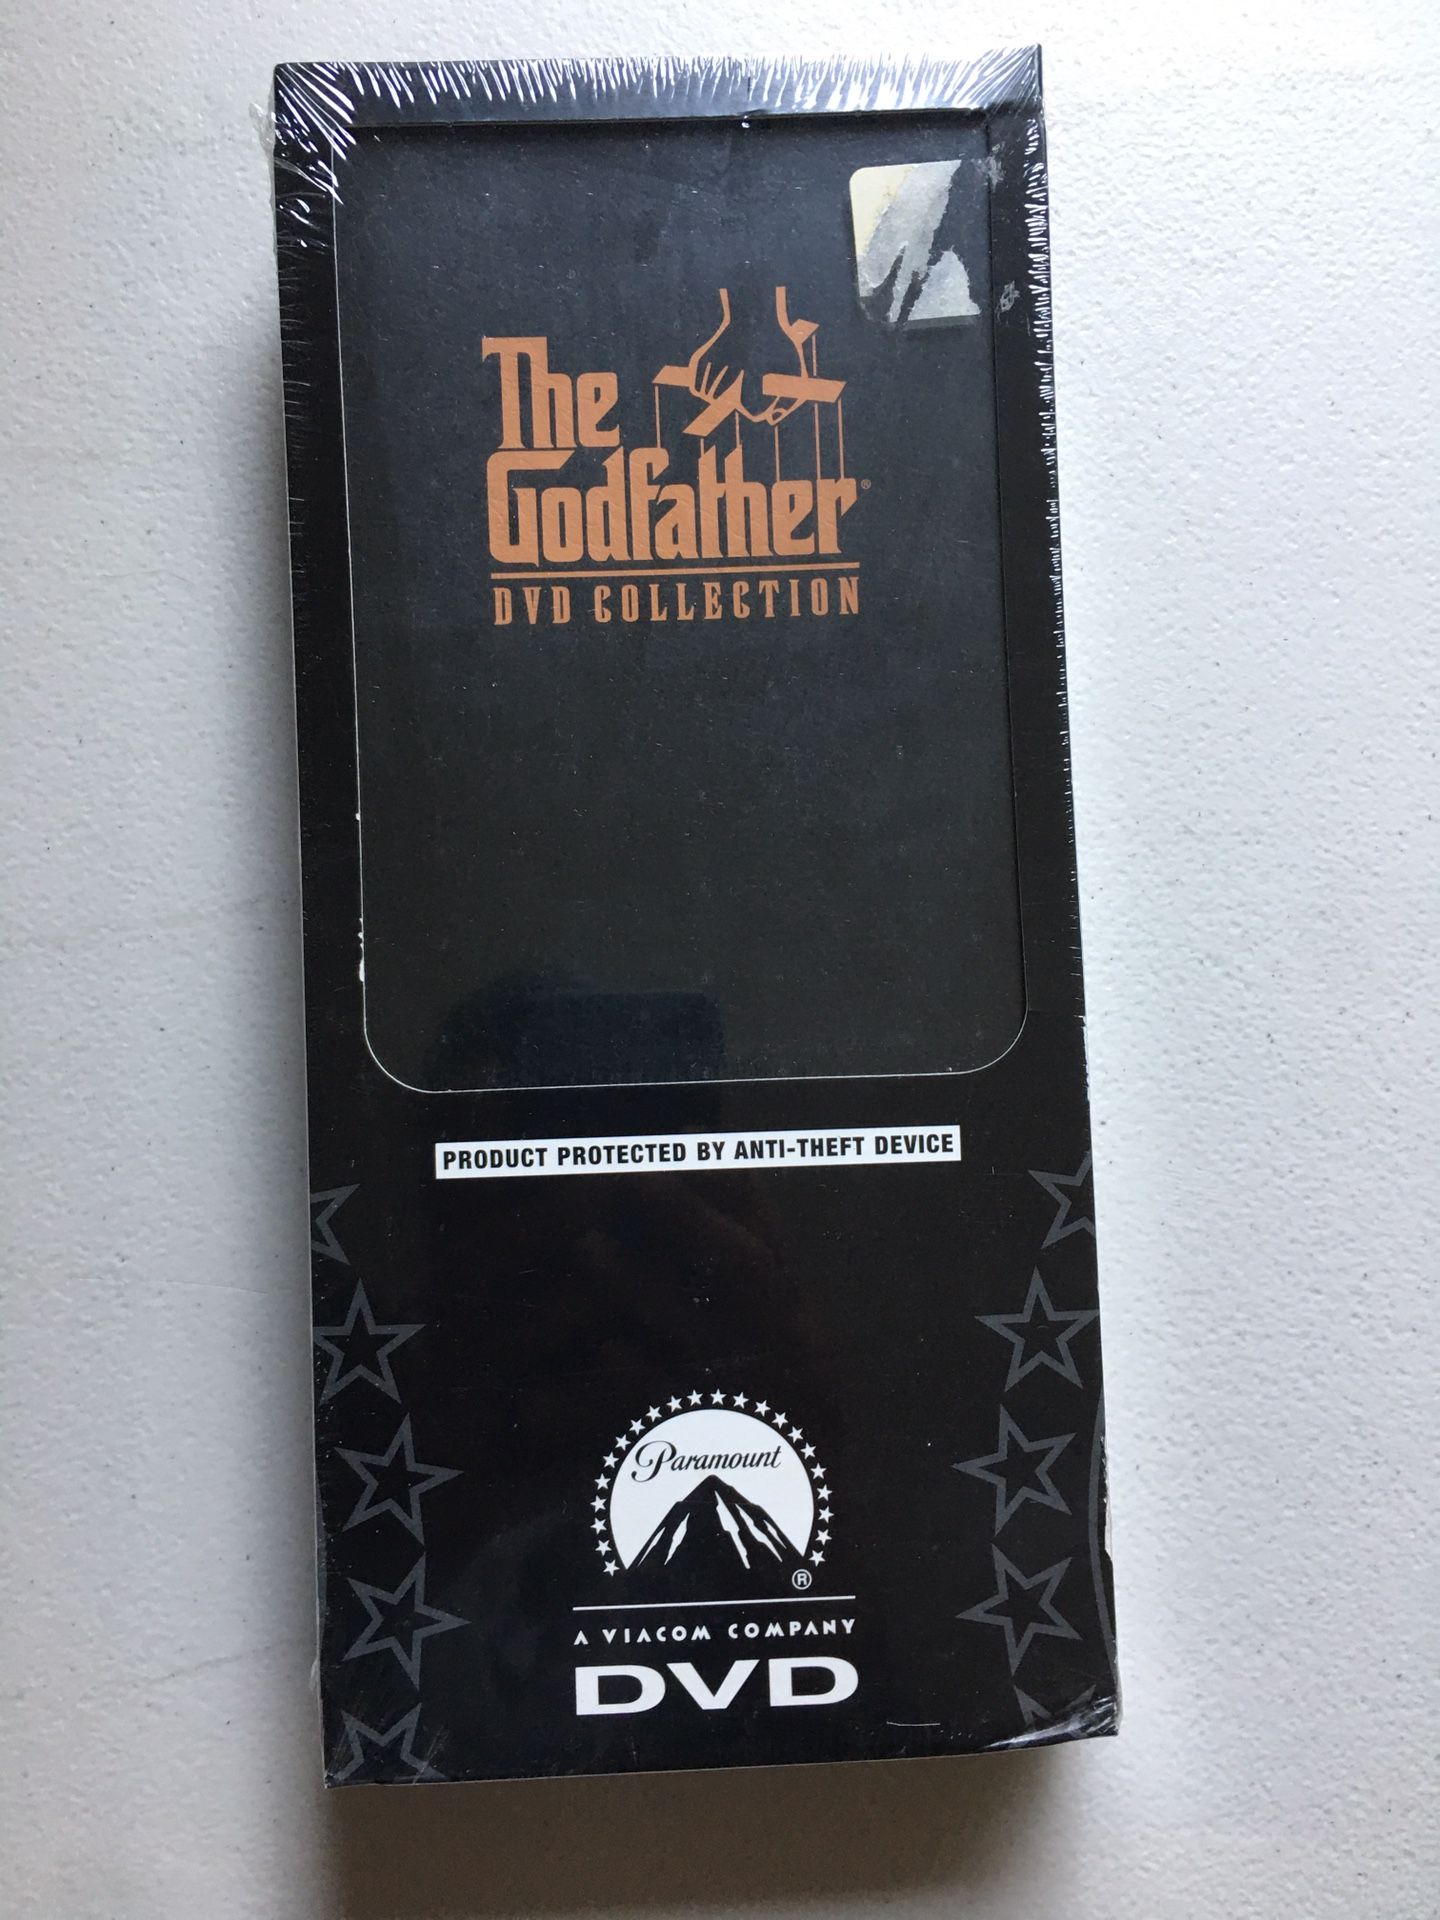 The
Godfather®
DVD COLLECTION
PRODUCT PROTECTED BY ANTI-THEFT DEVICE
Paramount
®
A VIACOM COMPANY
DVD